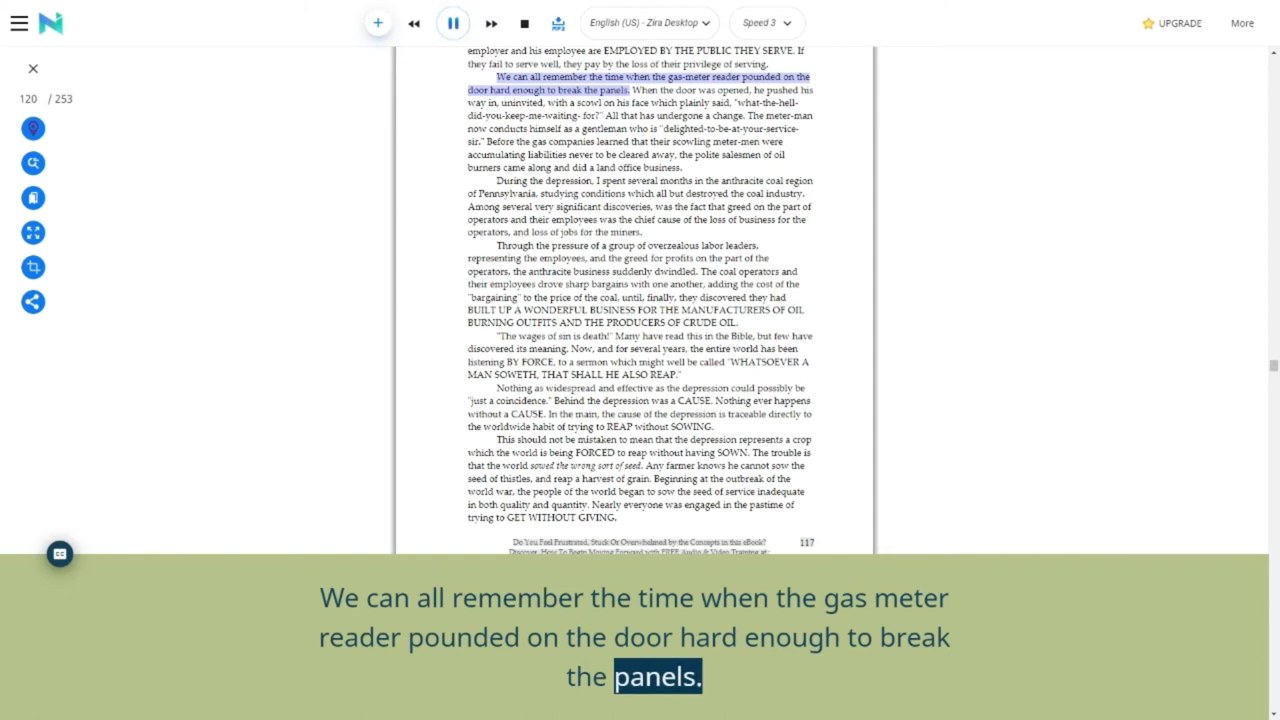 English (US) - Zira Desktop
Speed 3
UPGRADE
More
120 / 253
employer and his employee are EMPLOYED BY THE PUBLIC THEY SERVE. If
they fail to serve well, they pay by the loss of their privilege of serving.
We can all remember the time when the gas-meter reader pounded on the
door hard enough to break the panels. When the door was opened, he pushed his
way in, uninvited, with a scowl on his face which plainly said, "what-the-hell-
did-you-keep-me-waiting- for?" All that has undergone a change. The meter-man
now conducts himself as a gentleman who is "delighted-to-be-at-your-service-
sir." Before the gas companies learned that their scowling meter-men were
accumulating liabilities never to be cleared away, the polite salesmen of oil
burners came along and did a land office business.
During the depression, I spent several months in the anthracite coal region
of Pennsylvania, studying conditions which all but destroyed the coal industry.
Among several very significant discoveries, was the fact that greed on the part of
operators and their employees was the chief cause of the loss of business for the
operators, and loss of jobs for the miners.
Through the pressure of a group of overzealous labor leaders,
representing the employees, and the greed for profits on the part of the
operators, the anthracite business suddenly dwindled. The coal operators and
their employees drove sharp bargains with one another, adding the cost of the
"bargaining" to the price of the coal, until, finally, they discovered they had
BUILT UP A WONDERFUL BUSINESS FOR THE MANUFACTURERS OF OIL
BURNING OUTFITS AND THE PRODUCERS OF CRUDE OIL.
"The wages of sin is death!" Many have read this in the Bible, but few have
discovered its meaning. Now, and for several years, the entire world has been
listening BY FORCE, to a sermon which might well be called "WHATSOEVER A
MAN SOWETH, THAT SHALL HE ALSO REAP."
Nothing as widespread and effective as the depression could possibly be
"just a coincidence." Behind the depression was a CAUSE. Nothing ever happens
without a CAUSE. In the main, the cause of the depression is traceable directly to
the worldwide habit of trying to REAP without SOWING.
This should not be mistaken to mean that the depression represents a crop
which the world is being FORCED to reap without having SOWN. The trouble is
that the world sowed the wrong sort of seed. Any farmer knows he cannot sow the
seed of thistles, and reap a harvest of grain. Beginning at the outbreak of the
world war, the people of the world began to sow the seed of service inadequate
in both quality and quantity. Nearly everyone was engaged in the pastime of
trying to GET WITHOUT GIVING.
Do You Feel Frustrated, Stuck Or Overwhelmed by the Concepts in this eBook? 117
Discover How To Begin Moving Forward with FREE Audio & Video Training at:
We can all remember the time when the gas meter
reader pounded on the door hard enough to break
the panels.